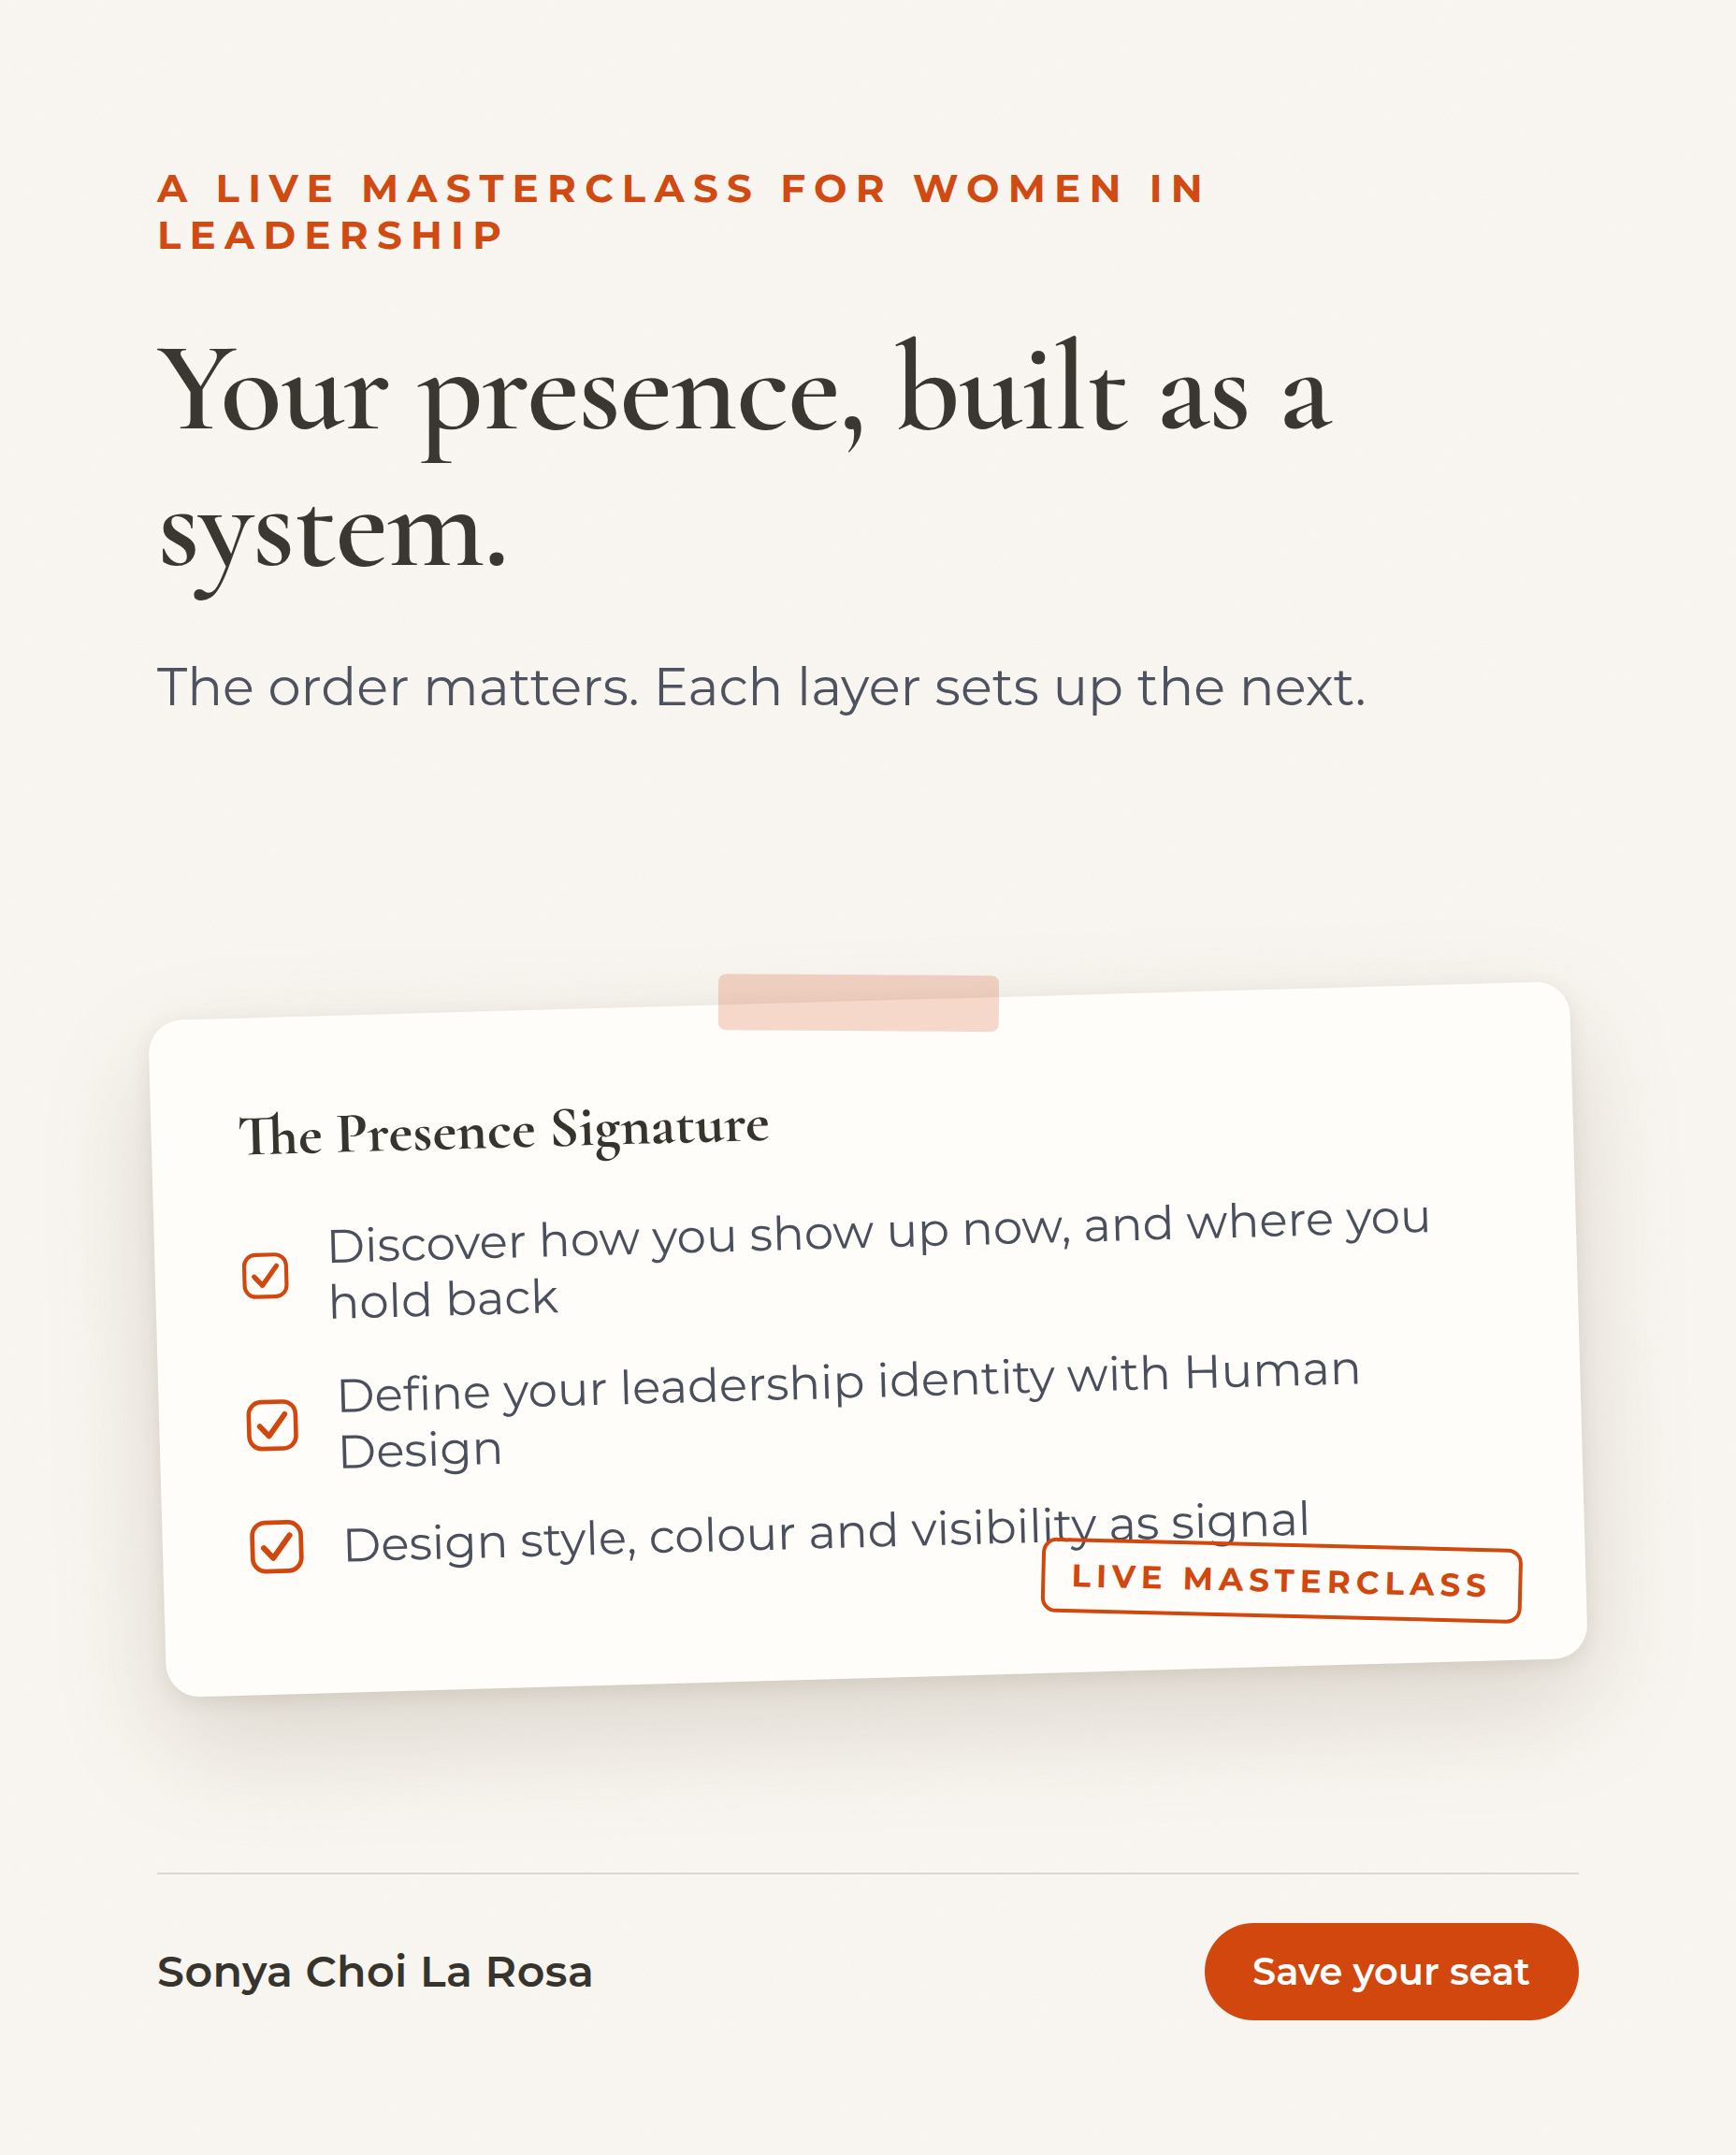 A LIVE MASTERCLASS FOR WOMEN IN
LEADERSHIP
Your presence, built as a
system.
The order matters. Each layer sets up the next.
The Presence Signature
Discover how you show up now, and where you
hold back
Define your leadership identity with Human
Design
Design style, colour and visibility as signal
LIVE MASTERCLASS
Sonya Choi La Rosa
Save your seat